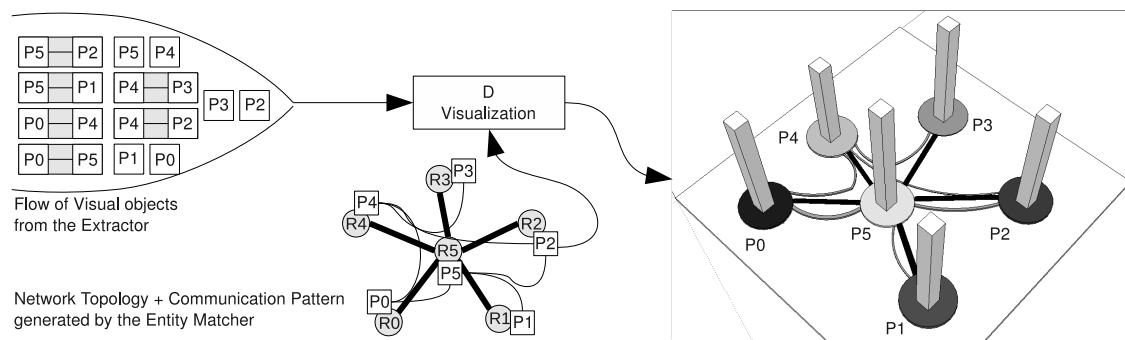 P5 P2 P5 P4
P5 P1 P4 P3
P3 P2
P0 P4 P4 P2
P0 P5 P1 P0
Flow of Visual objects
from the Extractor
D
Visualization
R3 P3
P4
R4 R2
P2
R5
P5
P0
R0 R1 P1
Network Topology + Communication Pattern
generated by the Entity Matcher
P4 P3
P0 P5 P2
P1